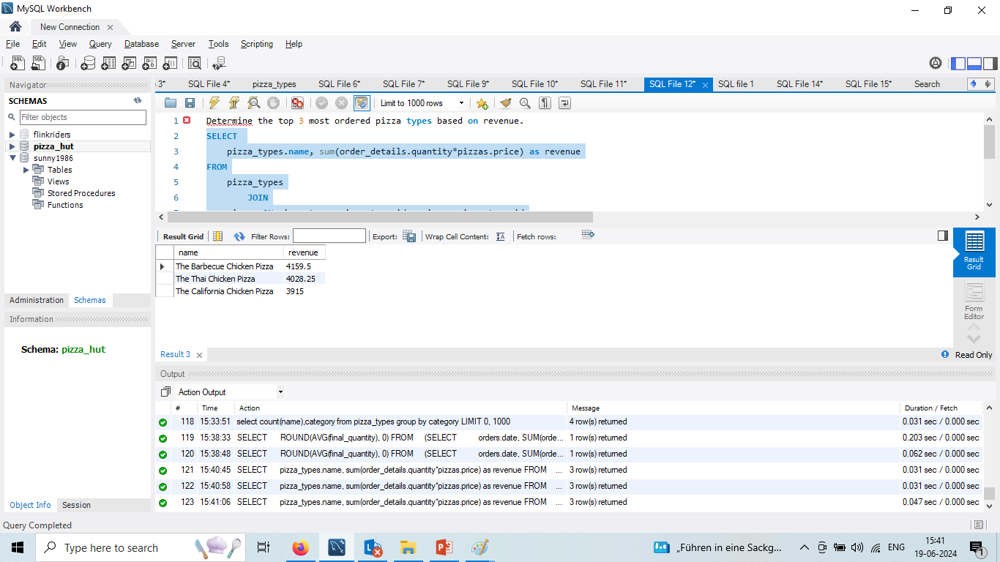 MySQL Workbench
New Connection
File Edit View Query Database Server Tools Scripting Help
Navigator
SCHEMAS
Filter objects
flinkriders
pizza_hut
sunny1986
Tables
Views
Stored Procedures
Functions
Administration Schemas
Information
Schema: pizza_hut
Object Info Session
3* SQL File 4* pizza_types SQL File 6* SQL File 7* SQL File 9* SQL File 10* SQL File 11* SQL File 12* SQL file 1 SQL File 14* SQL File 15* Search
Limit to 1000 rows
1 Determine the top 3 most ordered pizza types based on revenue.
2 SELECT
3 pizza_types.name, sum(order_details.quantity*pizzas.price) as revenue
4 FROM
5 pizza_types
6 JOIN
Result Grid Filter Rows: Export: Wrap Cell Content: Fetch rows:
name revenue
The Barbecue Chicken Pizza 4159.5
The Thai Chicken Pizza 4028.25
The California Chicken Pizza 3915
Result Grid
Form Editor
Result 3
Read Only
Output
Action Output
# Time Action Message Duration / Fetch
118 15:33:51 select count(name),category from pizza_types group by category LIMIT 0, 1000 4 row(s) returned 0.031 sec / 0.000 sec
119 15:38:33 SELECT ROUND(AVG(final_quantity), 0) FROM (SELECT orders.date, SUM(orde... 1 row(s) returned 0.203 sec / 0.000 sec
120 15:38:48 SELECT ROUND(AVG(final_quantity), 0) FROM (SELECT orders.date, SUM(orde... 1 row(s) returned 0.062 sec / 0.000 sec
121 15:40:45 SELECT pizza_types.name, sum(order_details.quantity*pizzas.price) as revenue FROM ... 3 row(s) returned 0.031 sec / 0.000 sec
122 15:40:58 SELECT pizza_types.name, sum(order_details.quantity*pizzas.price) as revenue FROM ... 3 row(s) returned 0.031 sec / 0.000 sec
123 15:41:06 SELECT pizza_types.name, sum(order_details.quantity*pizzas.price) as revenue FROM ... 3 row(s) returned 0.047 sec / 0.000 sec
Query Completed
Type here to search
„Führen in eine Sackg...
ENG
15:41
19-06-2024
1